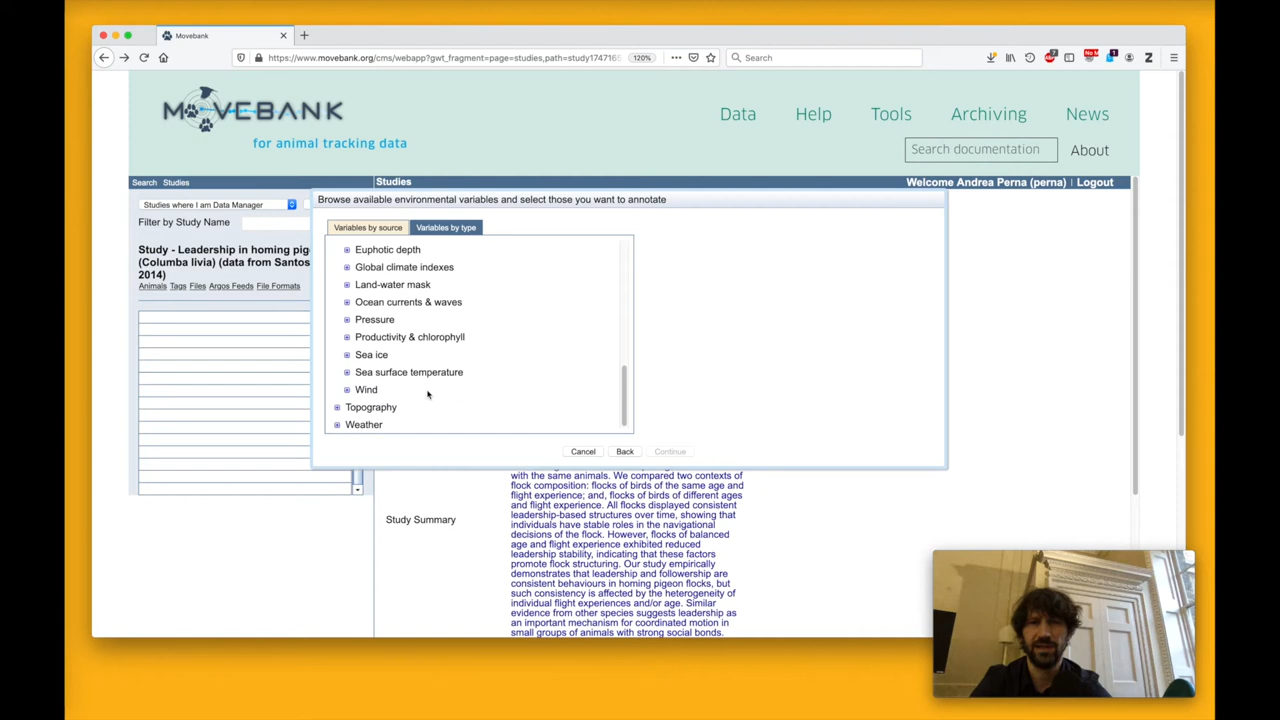 Movebank
https://www.movebank.org/cms/webapp?gwt_fragment=page=studies,path=study1747165
120%
Search
MOVEBANK
for animal tracking data
Data
Help
Tools
Archiving
News
Search documentation
About
Search Studies
Studies
Welcome Andrea Perna (perna) | Logout
Studies where I am Data Manager
Filter by Study Name
Study - Leadership in homing pige
(Columba livia) (data from Santos
2014)
Animals Tags Files Argos Feeds File Formats
Browse available environmental variables and select those you want to annotate
Variables by source
Variables by type
Euphotic depth
Global climate indexes
Land-water mask
Ocean currents & waves
Pressure
Productivity & chlorophyll
Sea ice
Sea surface temperature
Wind
Topography
Weather
Cancel
Back
Continue
Study Summary
with the same animals. We compared two contexts of
flock composition: flocks of birds of the same age and
flight experience; and, flocks of birds of different ages
and flight experience. All flocks displayed consistent
leadership-based structures over time, showing that
individuals have stable roles in the navigational
decisions of the flock. However, flocks of balanced
age and flight experience exhibited reduced
leadership stability, indicating that these factors
promote flock structuring. Our study empirically
demonstrates that leadership and followership are
consistent behaviours in homing pigeon flocks, but
such consistency is affected by the heterogeneity of
individual flight experiences and/or age. Similar
evidence from other species suggests leadership as
an important mechanism for coordinated motion in
small groups of animals with strong social bonds.